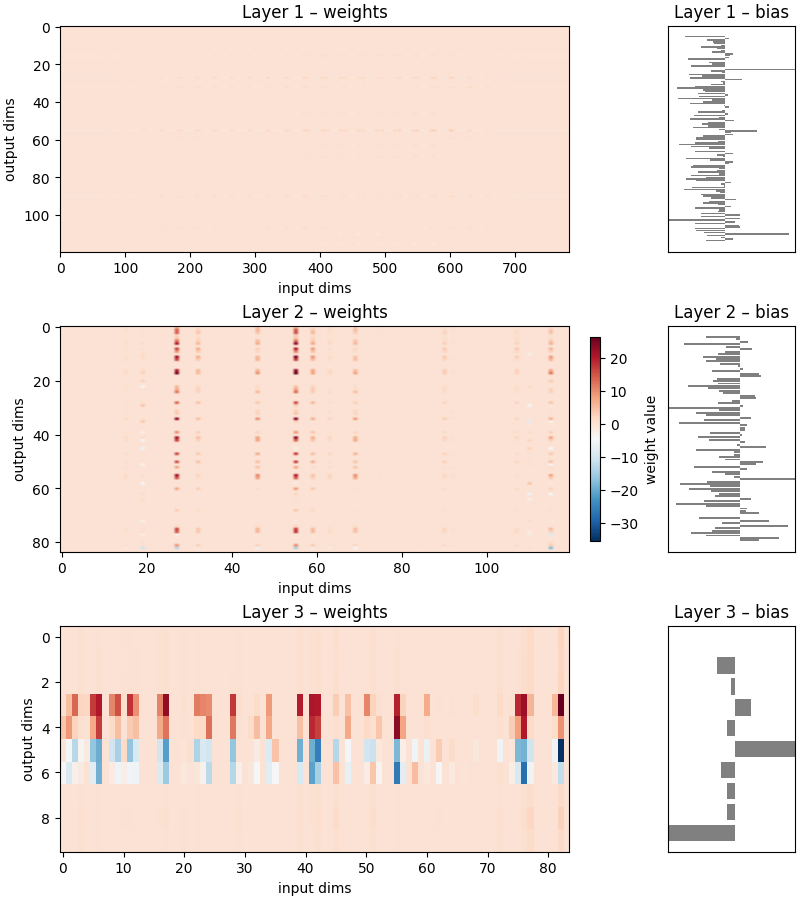 Layer 1 – weights
Layer 1 – bias
0
20
40
60
80
100
output dims
0 100 200 300 400 500 600 700
input dims
Layer 2 – weights
Layer 2 – bias
0
20
40
60
80
output dims
0 20 40 60 80 100
input dims
20
10
0
−10
−20
−30
weight value
Layer 3 – weights
Layer 3 – bias
0
2
4
6
8
output dims
0 10 20 30 40 50 60 70 80
input dims